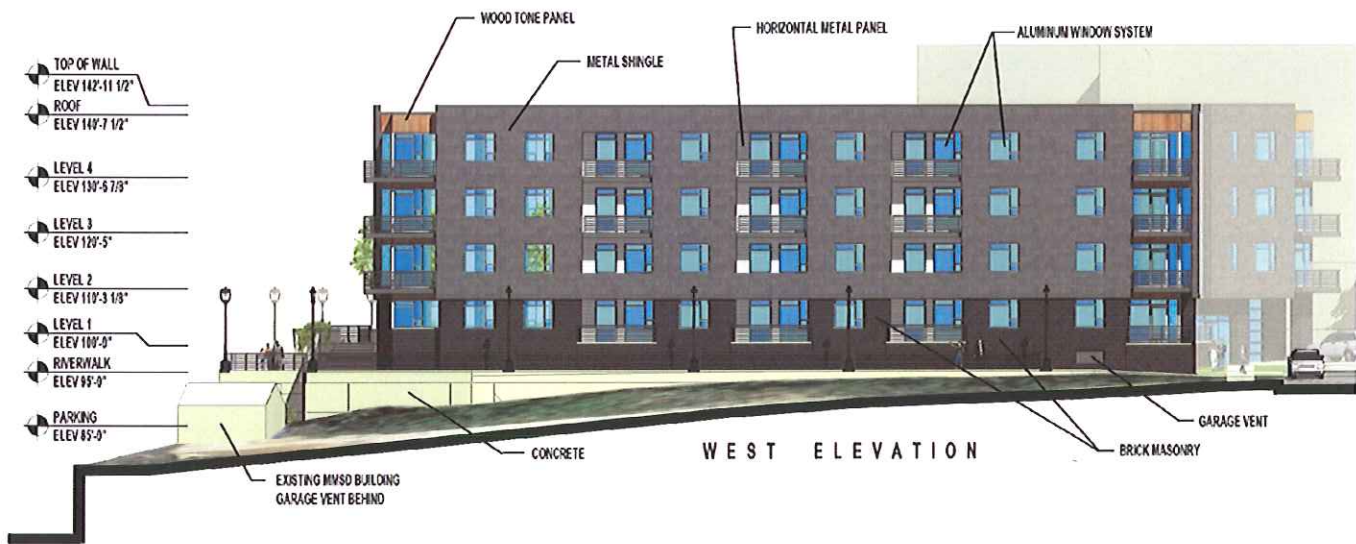 WOOD TONE PANEL
HORIZONTAL METAL PANEL
ALUMINUM WINDOW SYSTEM
METAL SHINGLE
TOP OF WALL
ELEV 142'-11 1/2"
ROOF
ELEV 140'-7 1/2"
LEVEL 4
ELEV 130'-6 7/8"
LEVEL 3
ELEV 120'-5"
LEVEL 2
ELEV 110'-3 1/8"
LEVEL 1
ELEV 100'-0"
RIVERWALK
ELEV 95'-0"
PARKING
ELEV 85'-0"
GARAGE VENT
WEST ELEVATION
BRICK MASONRY
CONCRETE
EXISTING MMSD BUILDING
GARAGE VENT BEHIND